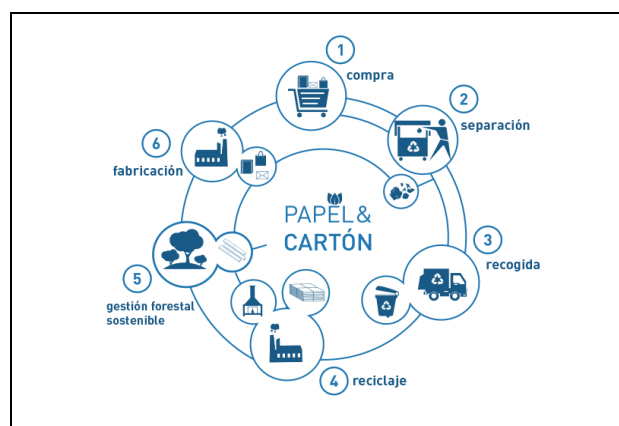 1
compra
2
separación
3
recogida
4
reciclaje
5
gestión forestal
sostenible
6
fabricación
PAPEL &
CARTÓN